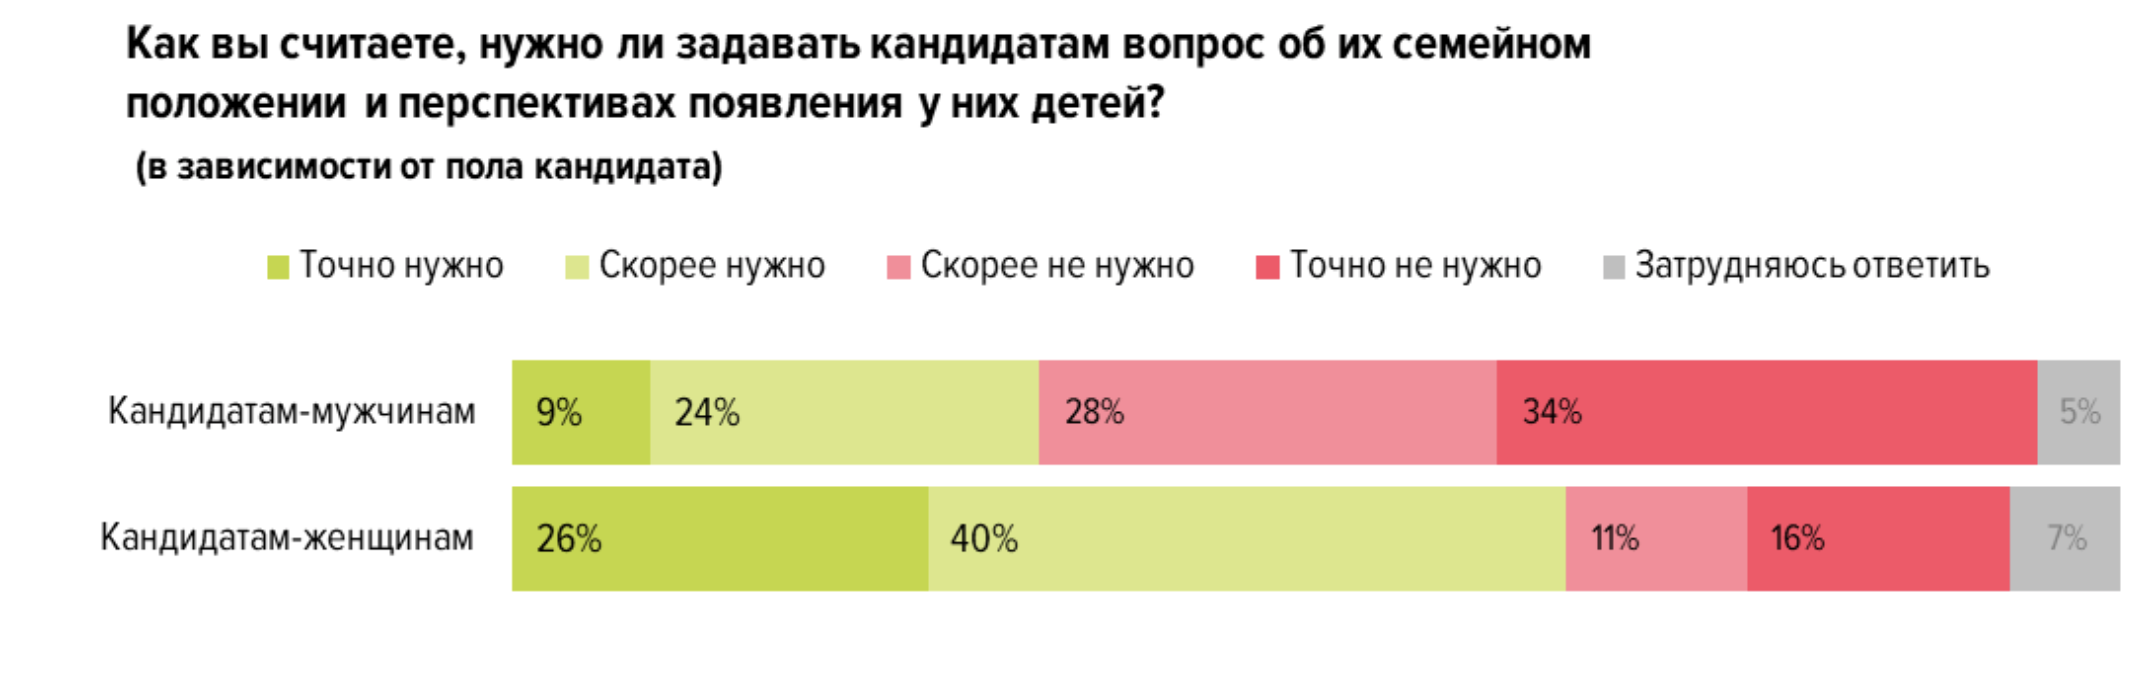 Как вы считаете, нужно ли задавать кандидатам вопрос об их семейном
положении и перспективах появления у них детей?
(в зависимости от пола кандидата)
Точно нужно Скорее нужно Скорее не нужно Точно не нужно Затрудняюсь ответить
Кандидатам-мужчинам 9% 24% 28% 34% 5%
Кандидатам-женщинам 26% 40% 11% 16% 7%